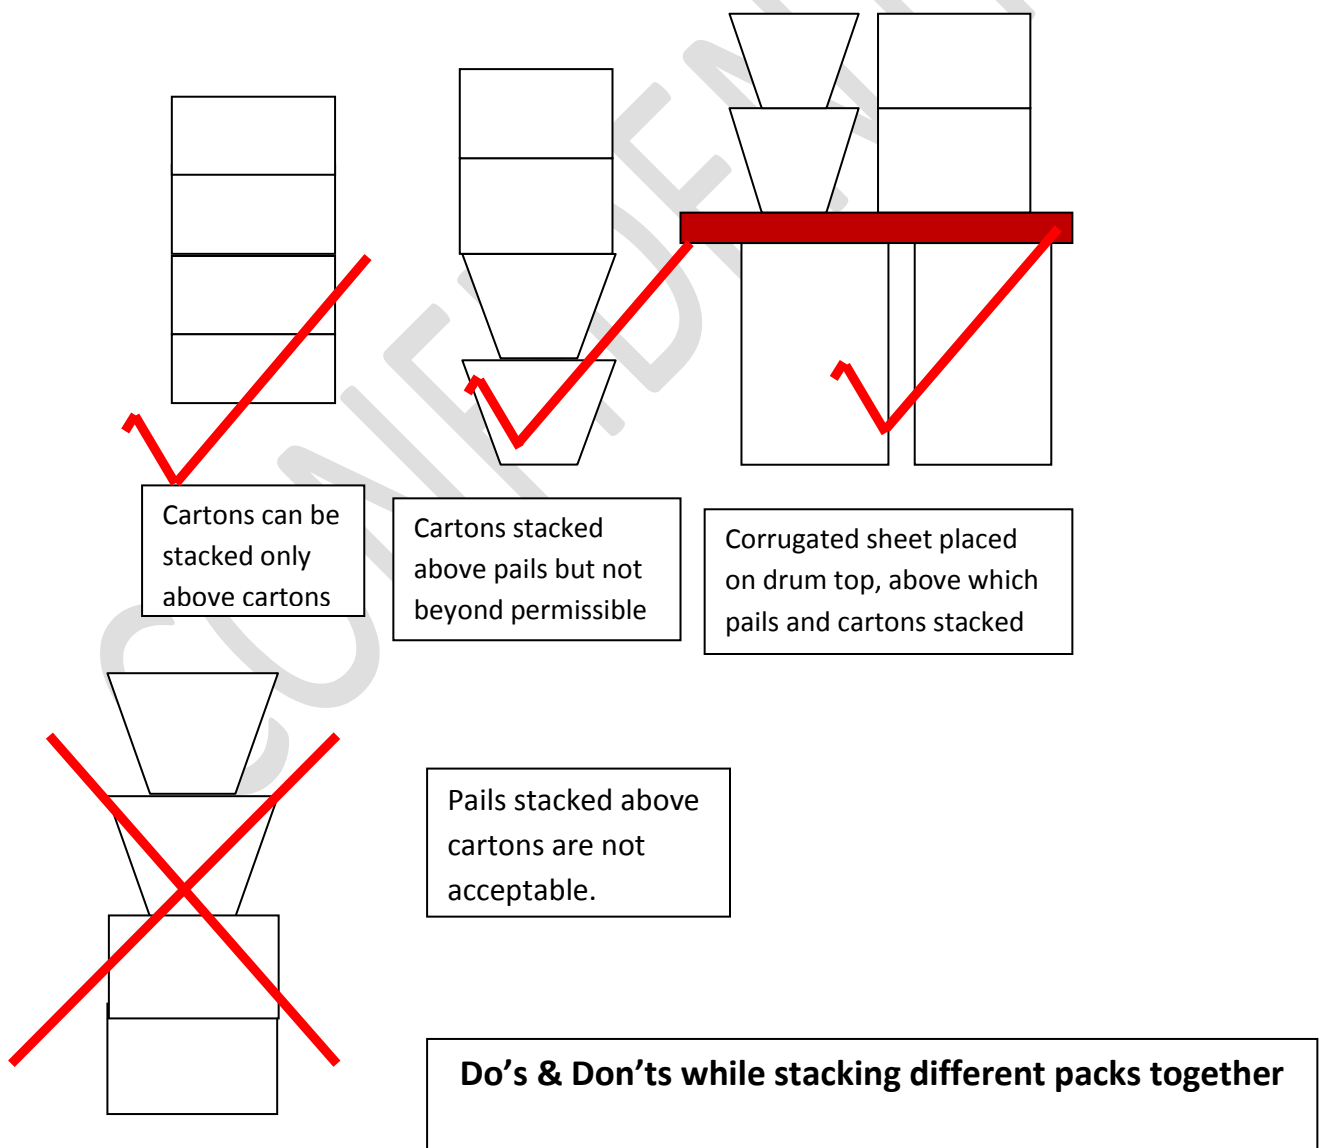 CONFIDENT
Cartons can be
stacked only
above cartons
Cartons stacked
above pails but not
beyond permissible
Corrugated sheet placed
on drum top, above which
pails and cartons stacked
Pails stacked above
cartons are not
acceptable.
Do’s & Don’ts while stacking different packs together